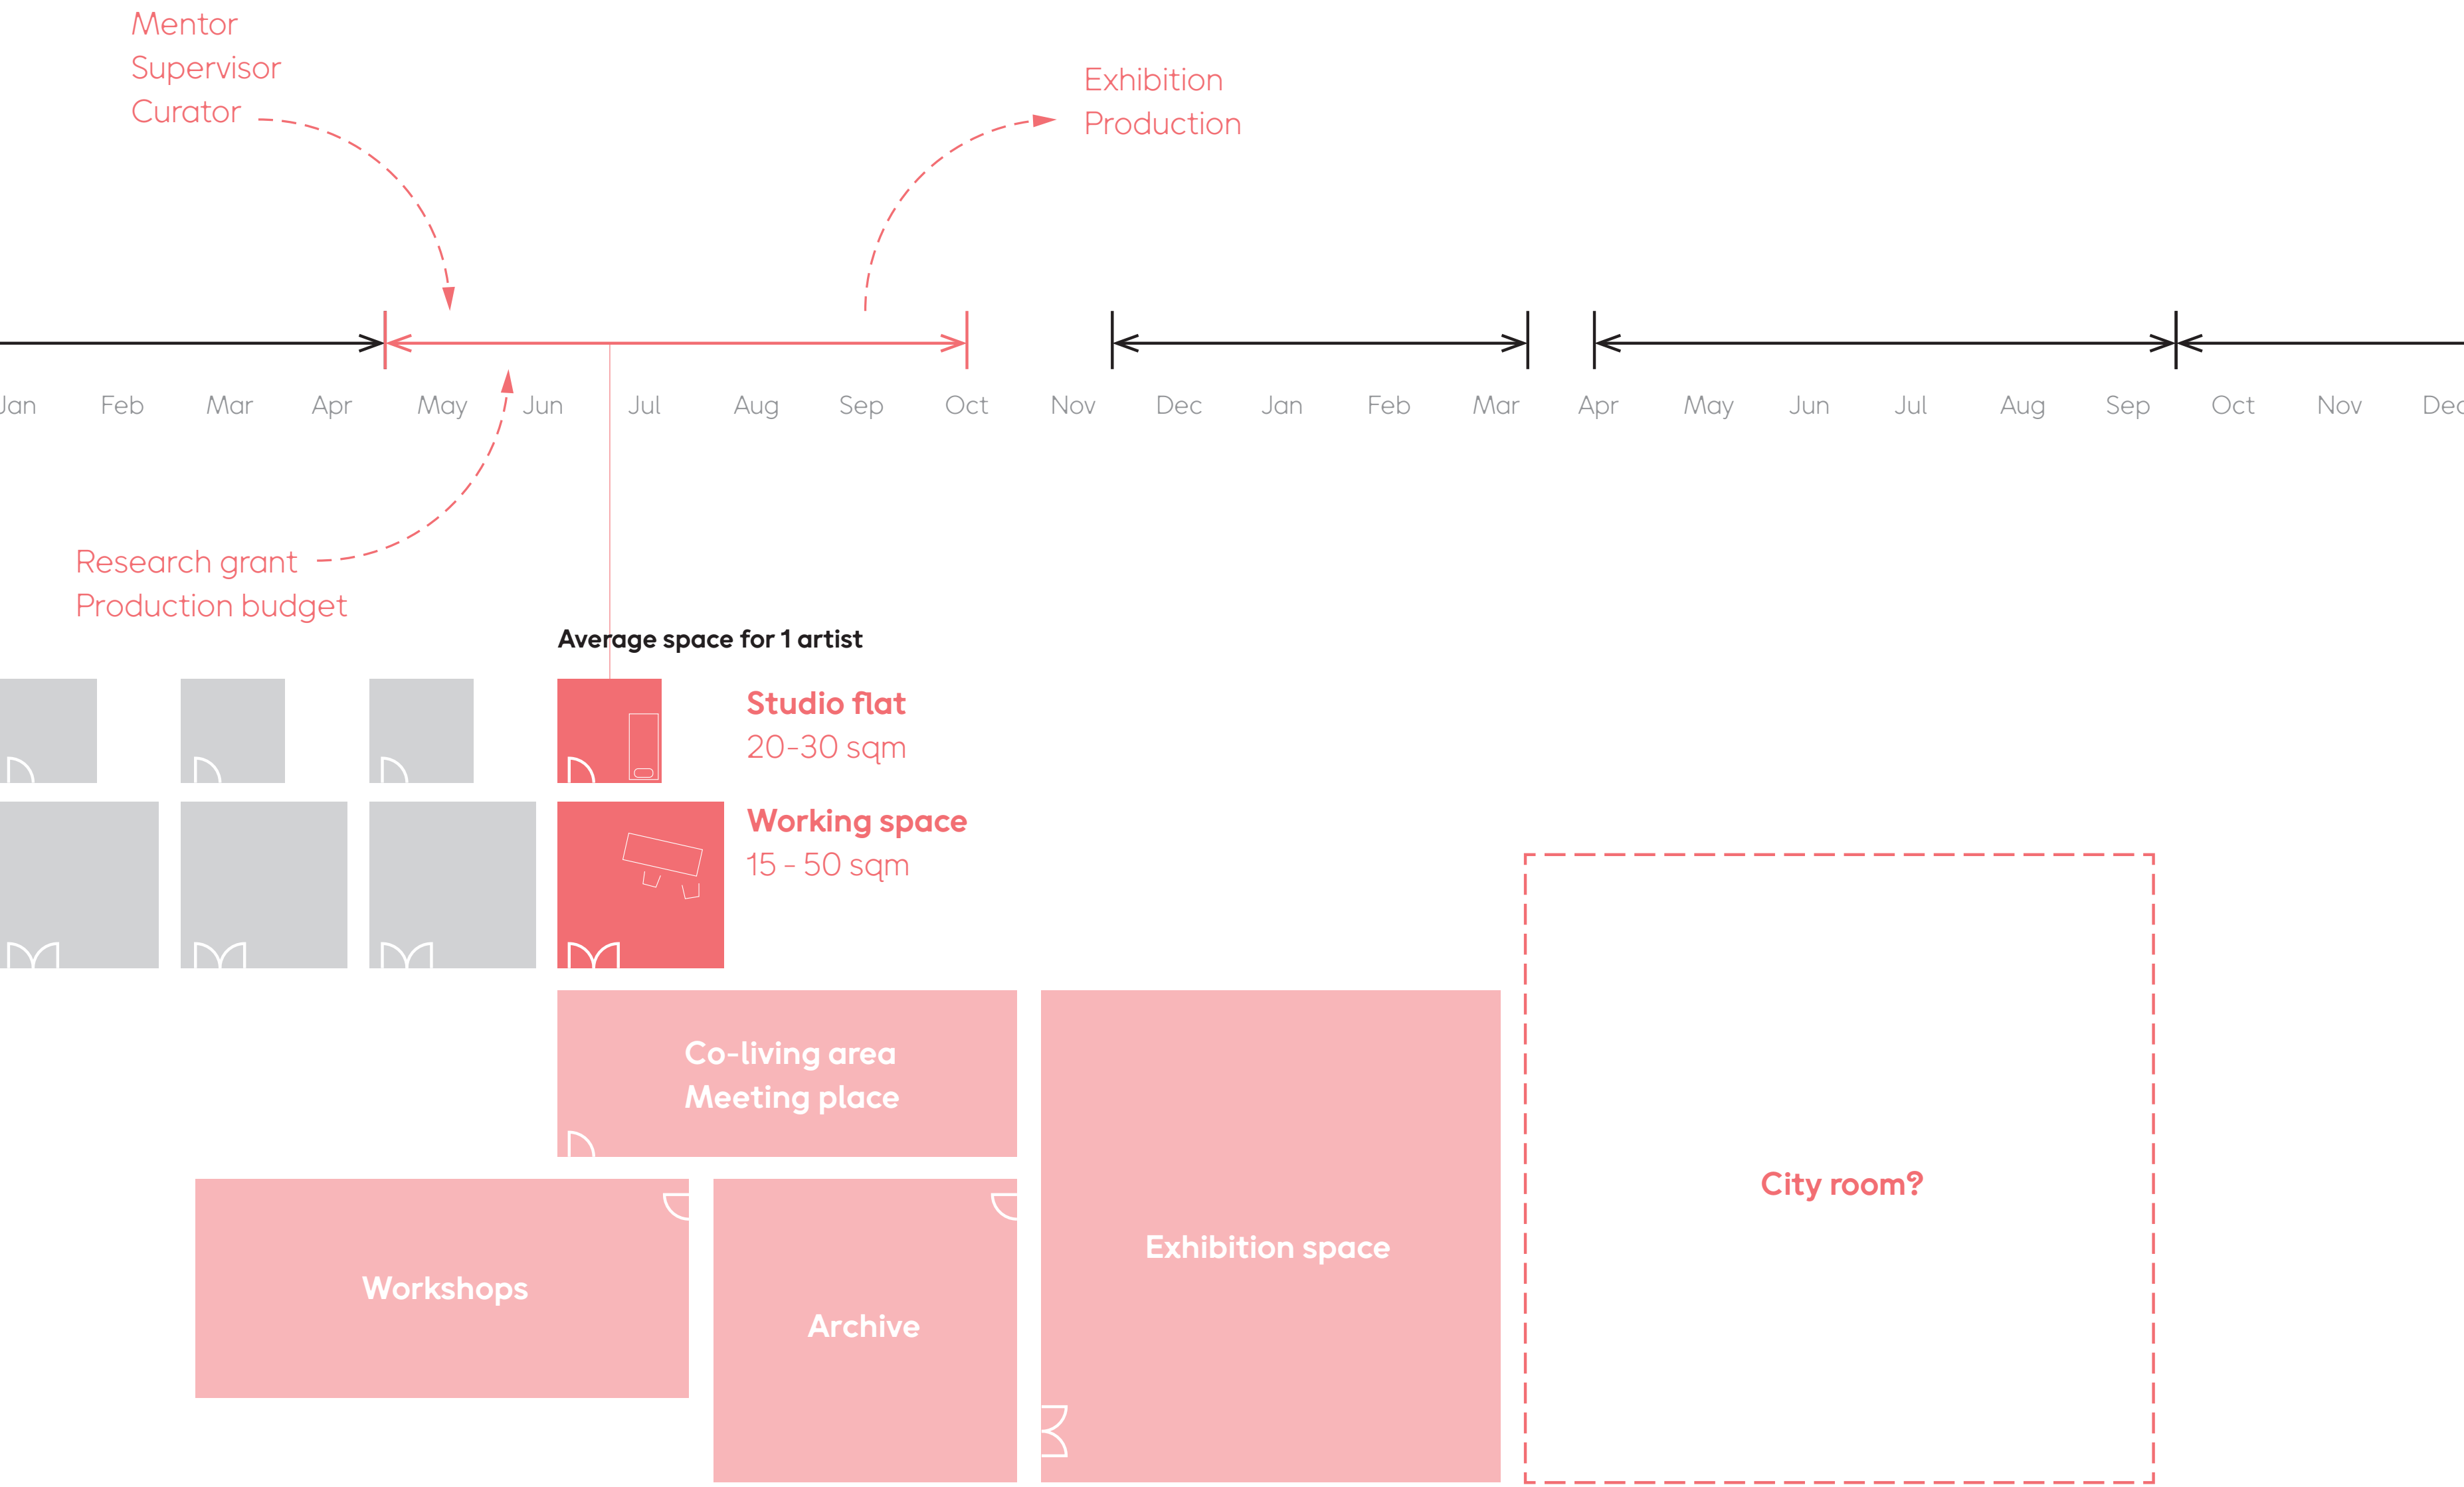 Mentor
Supervisor
Curator
Exhibition
Production
Jan Feb Mar Apr May Jun Jul Aug Sep Oct Nov Dec Jan Feb Mar Apr May Jun Jul Aug Sep Oct Nov Dec
Research grant
Production budget
Average space for 1 artist
Studio flat
20-30 sqm
Working space
15 - 50 sqm
Co-living area
Meeting place
City room?
Exhibition space
Workshops
Archive